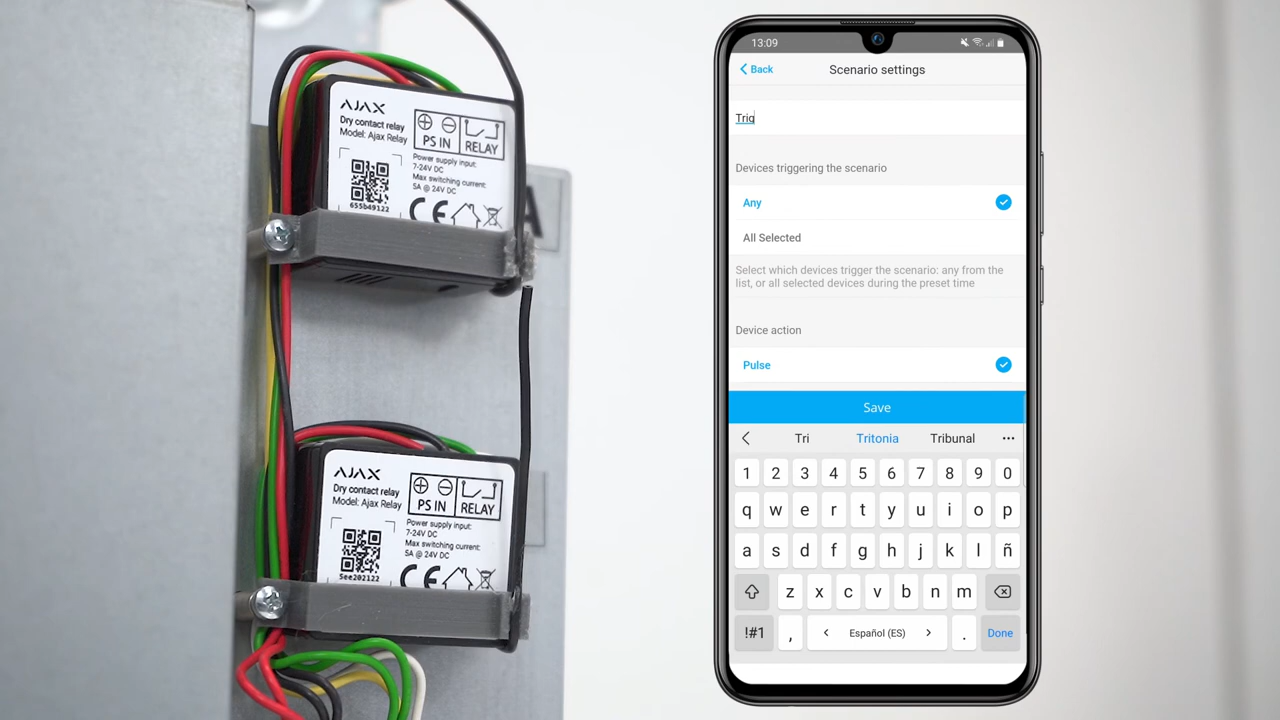 AJAX
Dry contact relay
Model: Ajax Relay
PS IN
RELAY
Power supply input:
7-24V DC
Max switching current:
5A @ 24V DC
655b49122
CE
A
AJAX
Dry contact relay
Model: Ajax Relay
PS IN
RELAY
Power supply input:
7-24V DC
Max switching current:
5A @ 24V DC
5ee202122
CE
13:09
Back
Scenario settings
Triq
Devices triggering the scenario
Any
All Selected
Select which devices trigger the scenario: any from the
list, or all selected devices during the preset time
Device action
Pulse
Save
Tri Tritonia Tribunal ...
1 2 3 4 5 6 7 8 9 0
q w e r t y u i o p
a s d f g h j k l ñ
z x c v b n m
!#1 , < Español (ES) > . Done